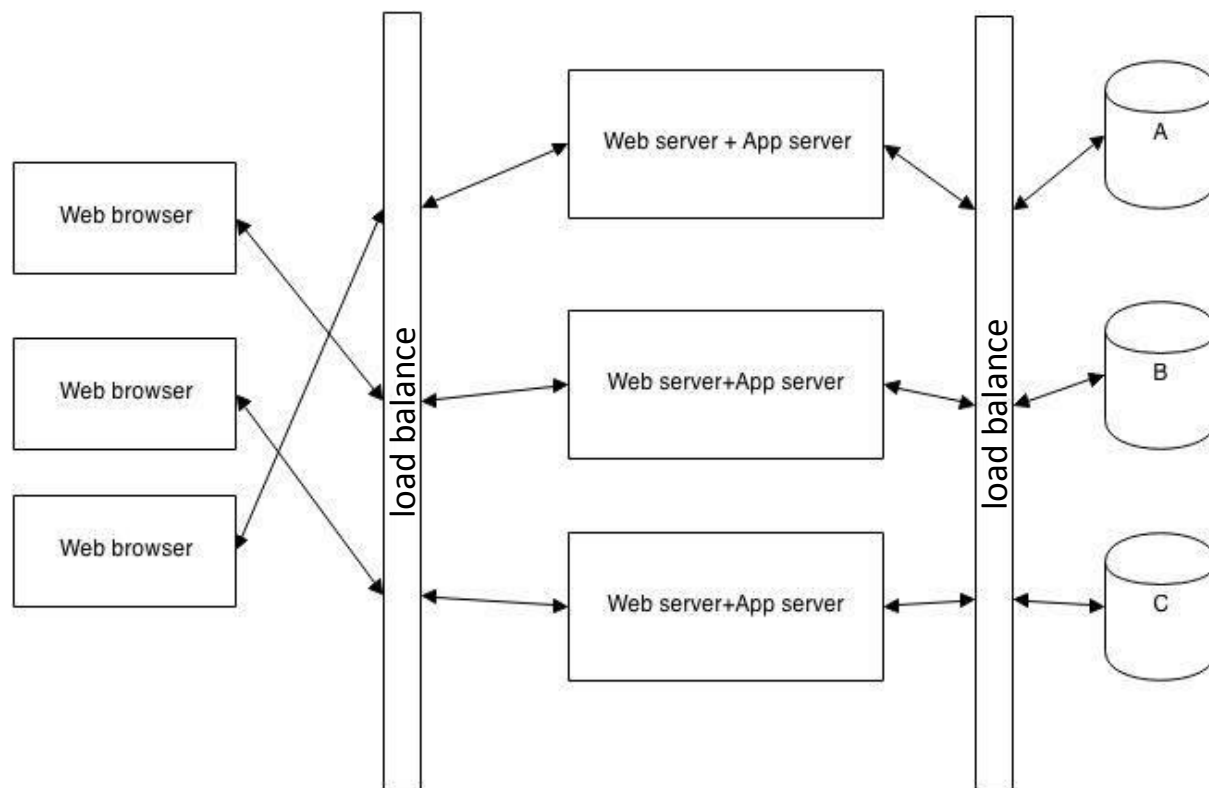 Web browser
Web browser
Web browser
load balance
Web server + App server
Web server+App server
Web server+App server
load balance
A
B
C